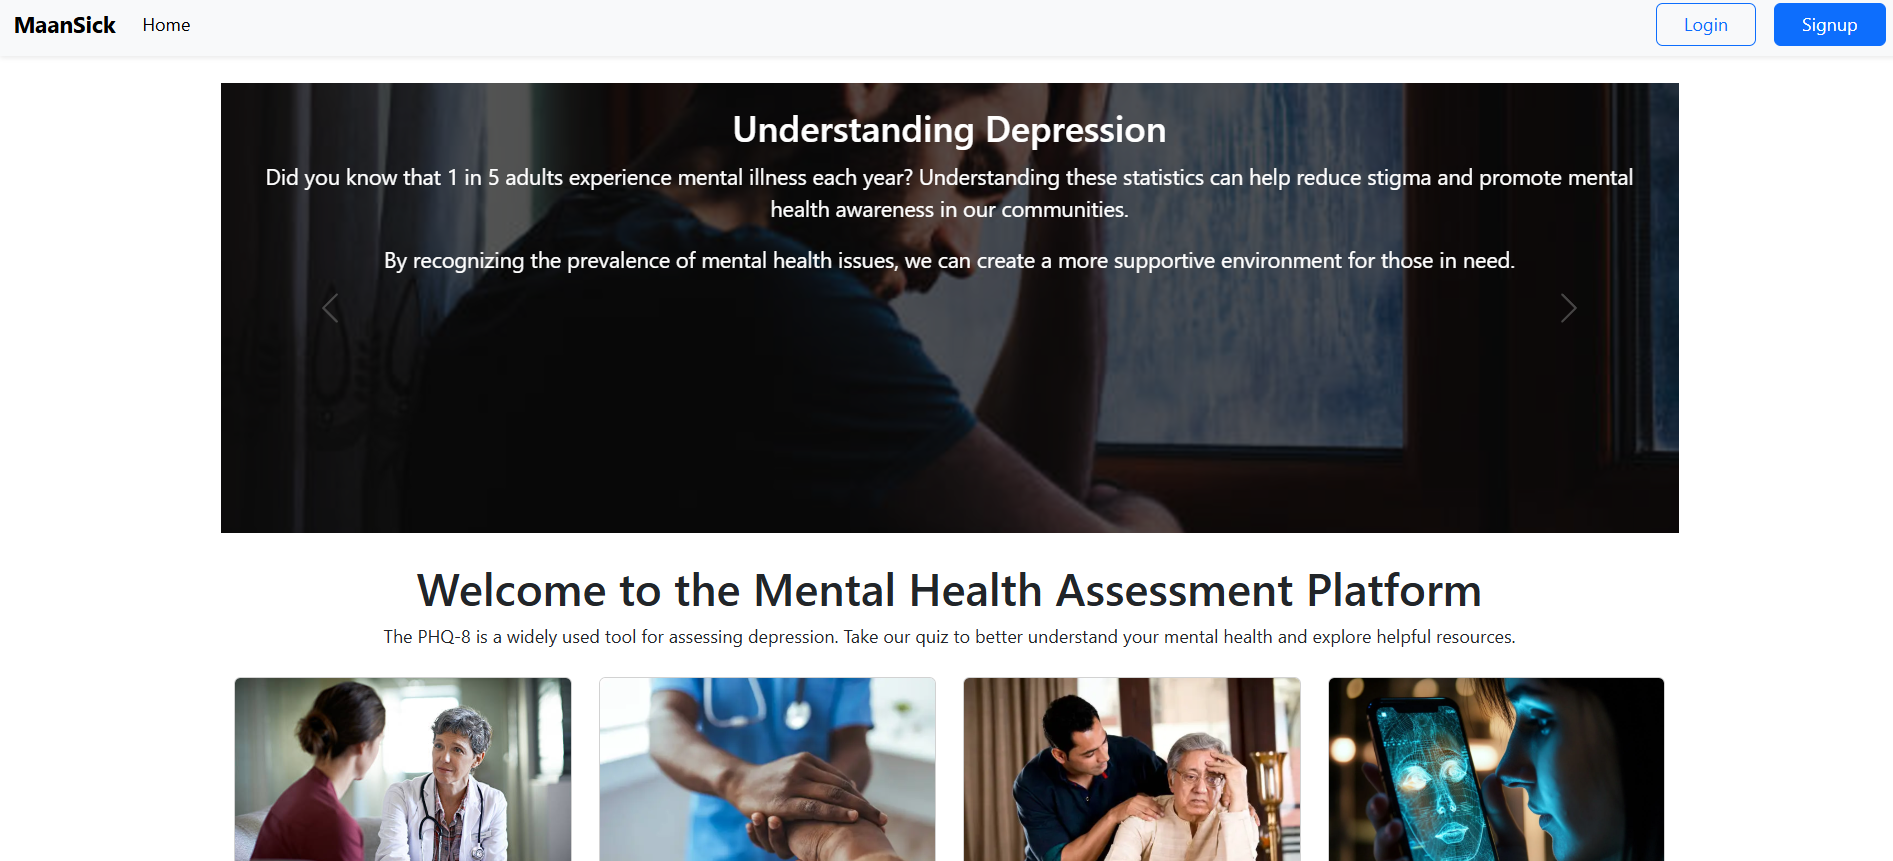 MaanSick Home Login Signup
Understanding Depression
Did you know that 1 in 5 adults experience mental illness each year? Understanding these statistics can help reduce stigma and promote mental
health awareness in our communities.
By recognizing the prevalence of mental health issues, we can create a more supportive environment for those in need.
Welcome to the Mental Health Assessment Platform
The PHQ-8 is a widely used tool for assessing depression. Take our quiz to better understand your mental health and explore helpful resources.